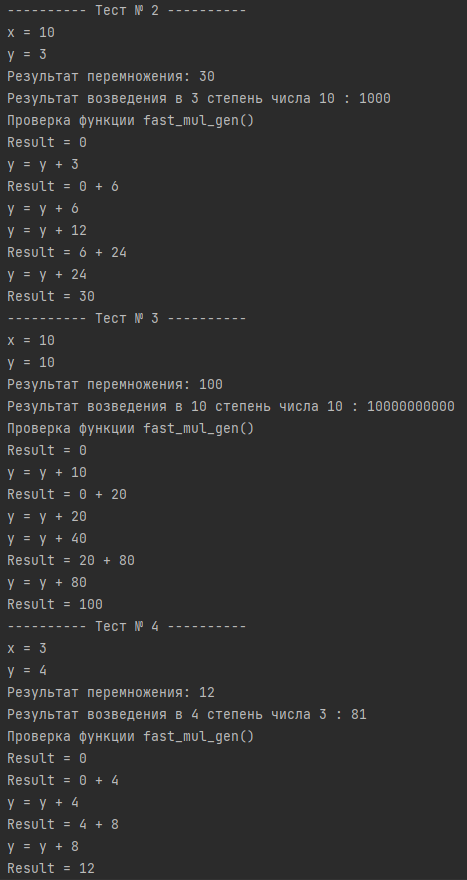 ---------- Тест № 2 ----------
x = 10
y = 3
Результат перемножения: 30
Результат возведения в 3 степень числа 10 : 1000
Проверка функции fast_mul_gen()
Result = 0
y = y + 3
Result = 0 + 6
y = y + 6
y = y + 12
Result = 6 + 24
y = y + 24
Result = 30
---------- Тест № 3 ----------
x = 10
y = 10
Результат перемножения: 100
Результат возведения в 10 степень числа 10 : 10000000000
Проверка функции fast_mul_gen()
Result = 0
y = y + 10
Result = 0 + 20
y = y + 20
y = y + 40
Result = 20 + 80
y = y + 80
Result = 100
---------- Тест № 4 ----------
x = 3
y = 4
Результат перемножения: 12
Результат возведения в 4 степень числа 3 : 81
Проверка функции fast_mul_gen()
Result = 0
Result = 0 + 4
y = y + 4
Result = 4 + 8
y = y + 8
Result = 12